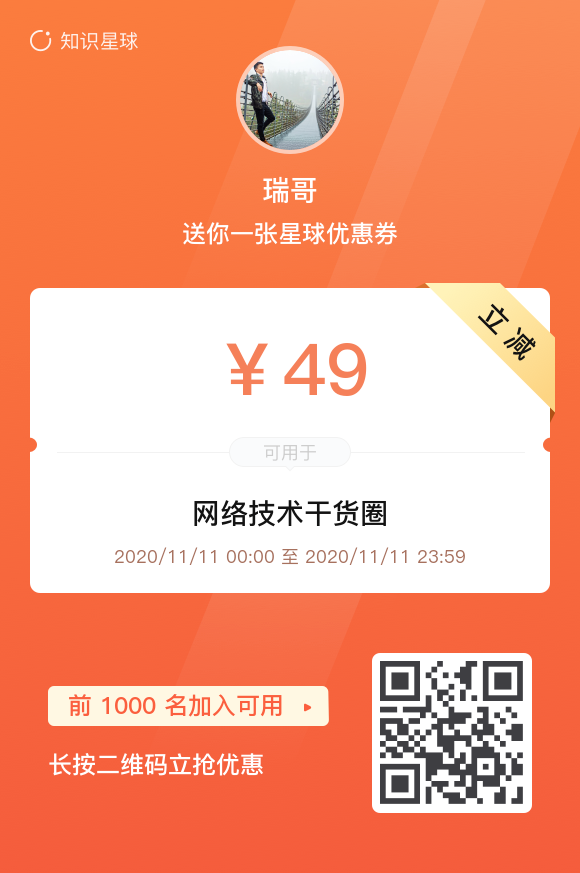 知识星球
瑞哥
送你一张星球优惠券
立减
￥49
可用于
网络技术干货圈
2020/11/11 00:00 至 2020/11/11 23:59
前 1000 名加入可用
长按二维码立抢优惠